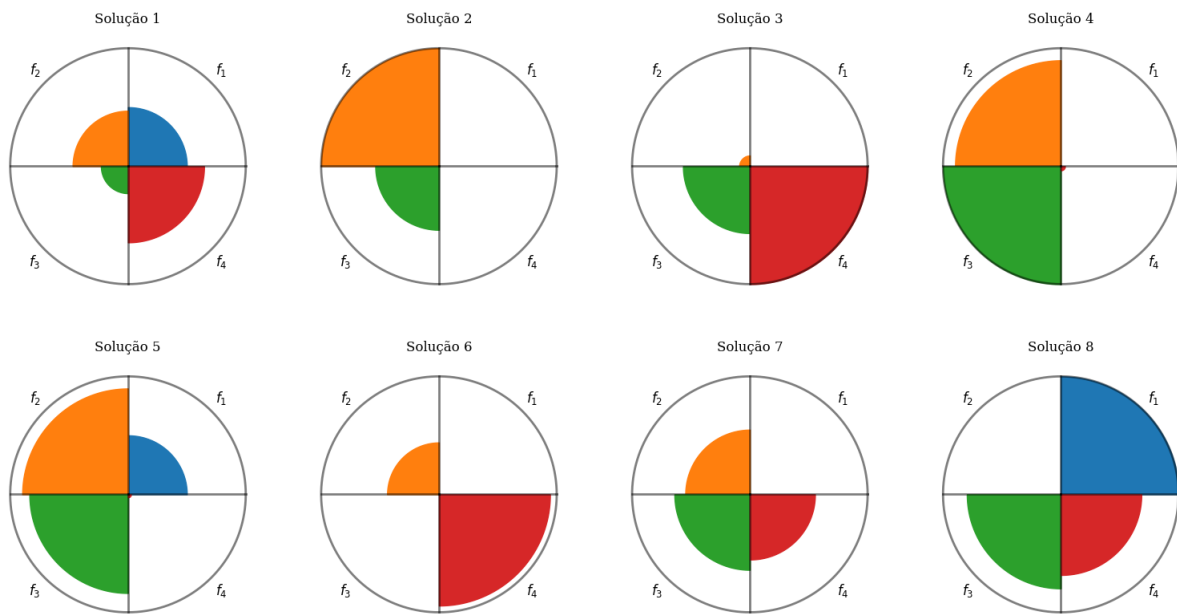 Solução 1
f₂ f₁
f₃ f₄
Solução 2
f₂ f₁
f₃ f₄
Solução 3
f₂ f₁
f₃ f₄
Solução 4
f₂ f₁
f₃ f₄
Solução 5
f₂ f₁
f₃ f₄
Solução 6
f₂ f₁
f₃ f₄
Solução 7
f₂ f₁
f₃ f₄
Solução 8
f₂ f₁
f₃ f₄